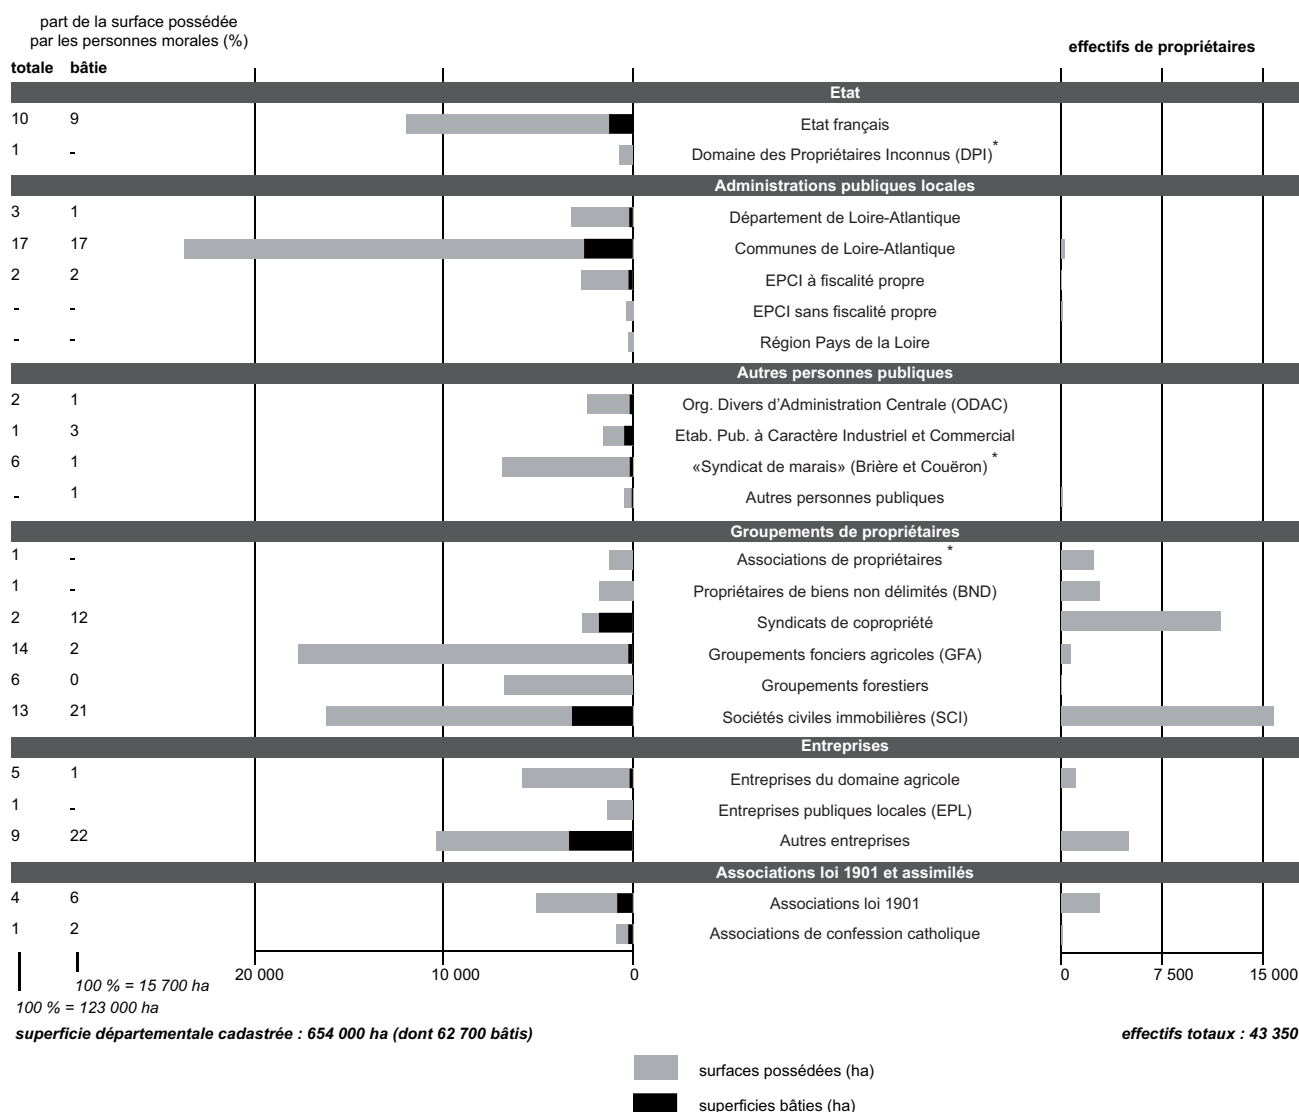 part de la surface possédée
par les personnes morales (%)
effectifs de propriétaires
totale bâtie
Etat
10 9 Etat français
1 - Domaine des Propriétaires Inconnus (DPI)*
Administrations publiques locales
3 1 Département de Loire-Atlantique
17 17 Communes de Loire-Atlantique
2 2 EPCI à fiscalité propre
- - EPCI sans fiscalité propre
- - Région Pays de la Loire
Autres personnes publiques
2 1 Org. Divers d'Administration Centrale (ODAC)
1 3 Etab. Pub. à Caractère Industriel et Commercial
6 1 «Syndicat de marais» (Brière et Couëron)*
- 1 Autres personnes publiques
Groupements de propriétaires
1 - Associations de propriétaires*
1 - Propriétaires de biens non délimités (BND)
2 12 Syndicats de copropriété
14 2 Groupements fonciers agricoles (GFA)
6 0 Groupements forestiers
13 21 Sociétés civiles immobilières (SCI)
Entreprises
5 1 Entreprises du domaine agricole
1 - Entreprises publiques locales (EPL)
9 22 Autres entreprises
Associations loi 1901 et assimilés
4 6 Associations loi 1901
1 2 Associations de confession catholique
20 000 10 000 0 0 7 500 15 000
100 % = 15 700 ha
100 % = 123 000 ha
superficie départementale cadastrée : 654 000 ha (dont 62 700 bâtis) effectifs totaux : 43 350
surfaces possédées (ha)
superficies bâties (ha)